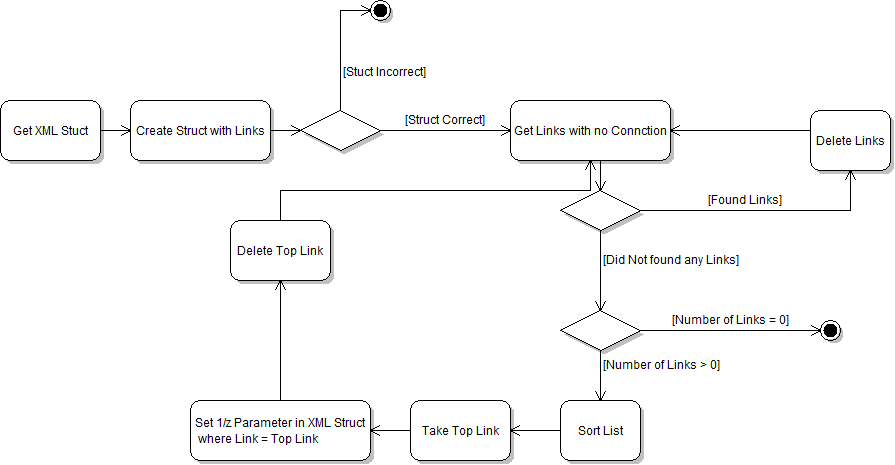 [Stuct Incorrect]
Get XML Stuct
Create Struct with Links
[Struct Correct]
Get Links with no Connction
Delete Links
[Found Links]
Delete Top Link
[Did Not found any Links]
[Number of Links = 0]
[Number of Links > 0]
Set 1/z Parameter in XML Struct
where Link = Top Link
Take Top Link
Sort List